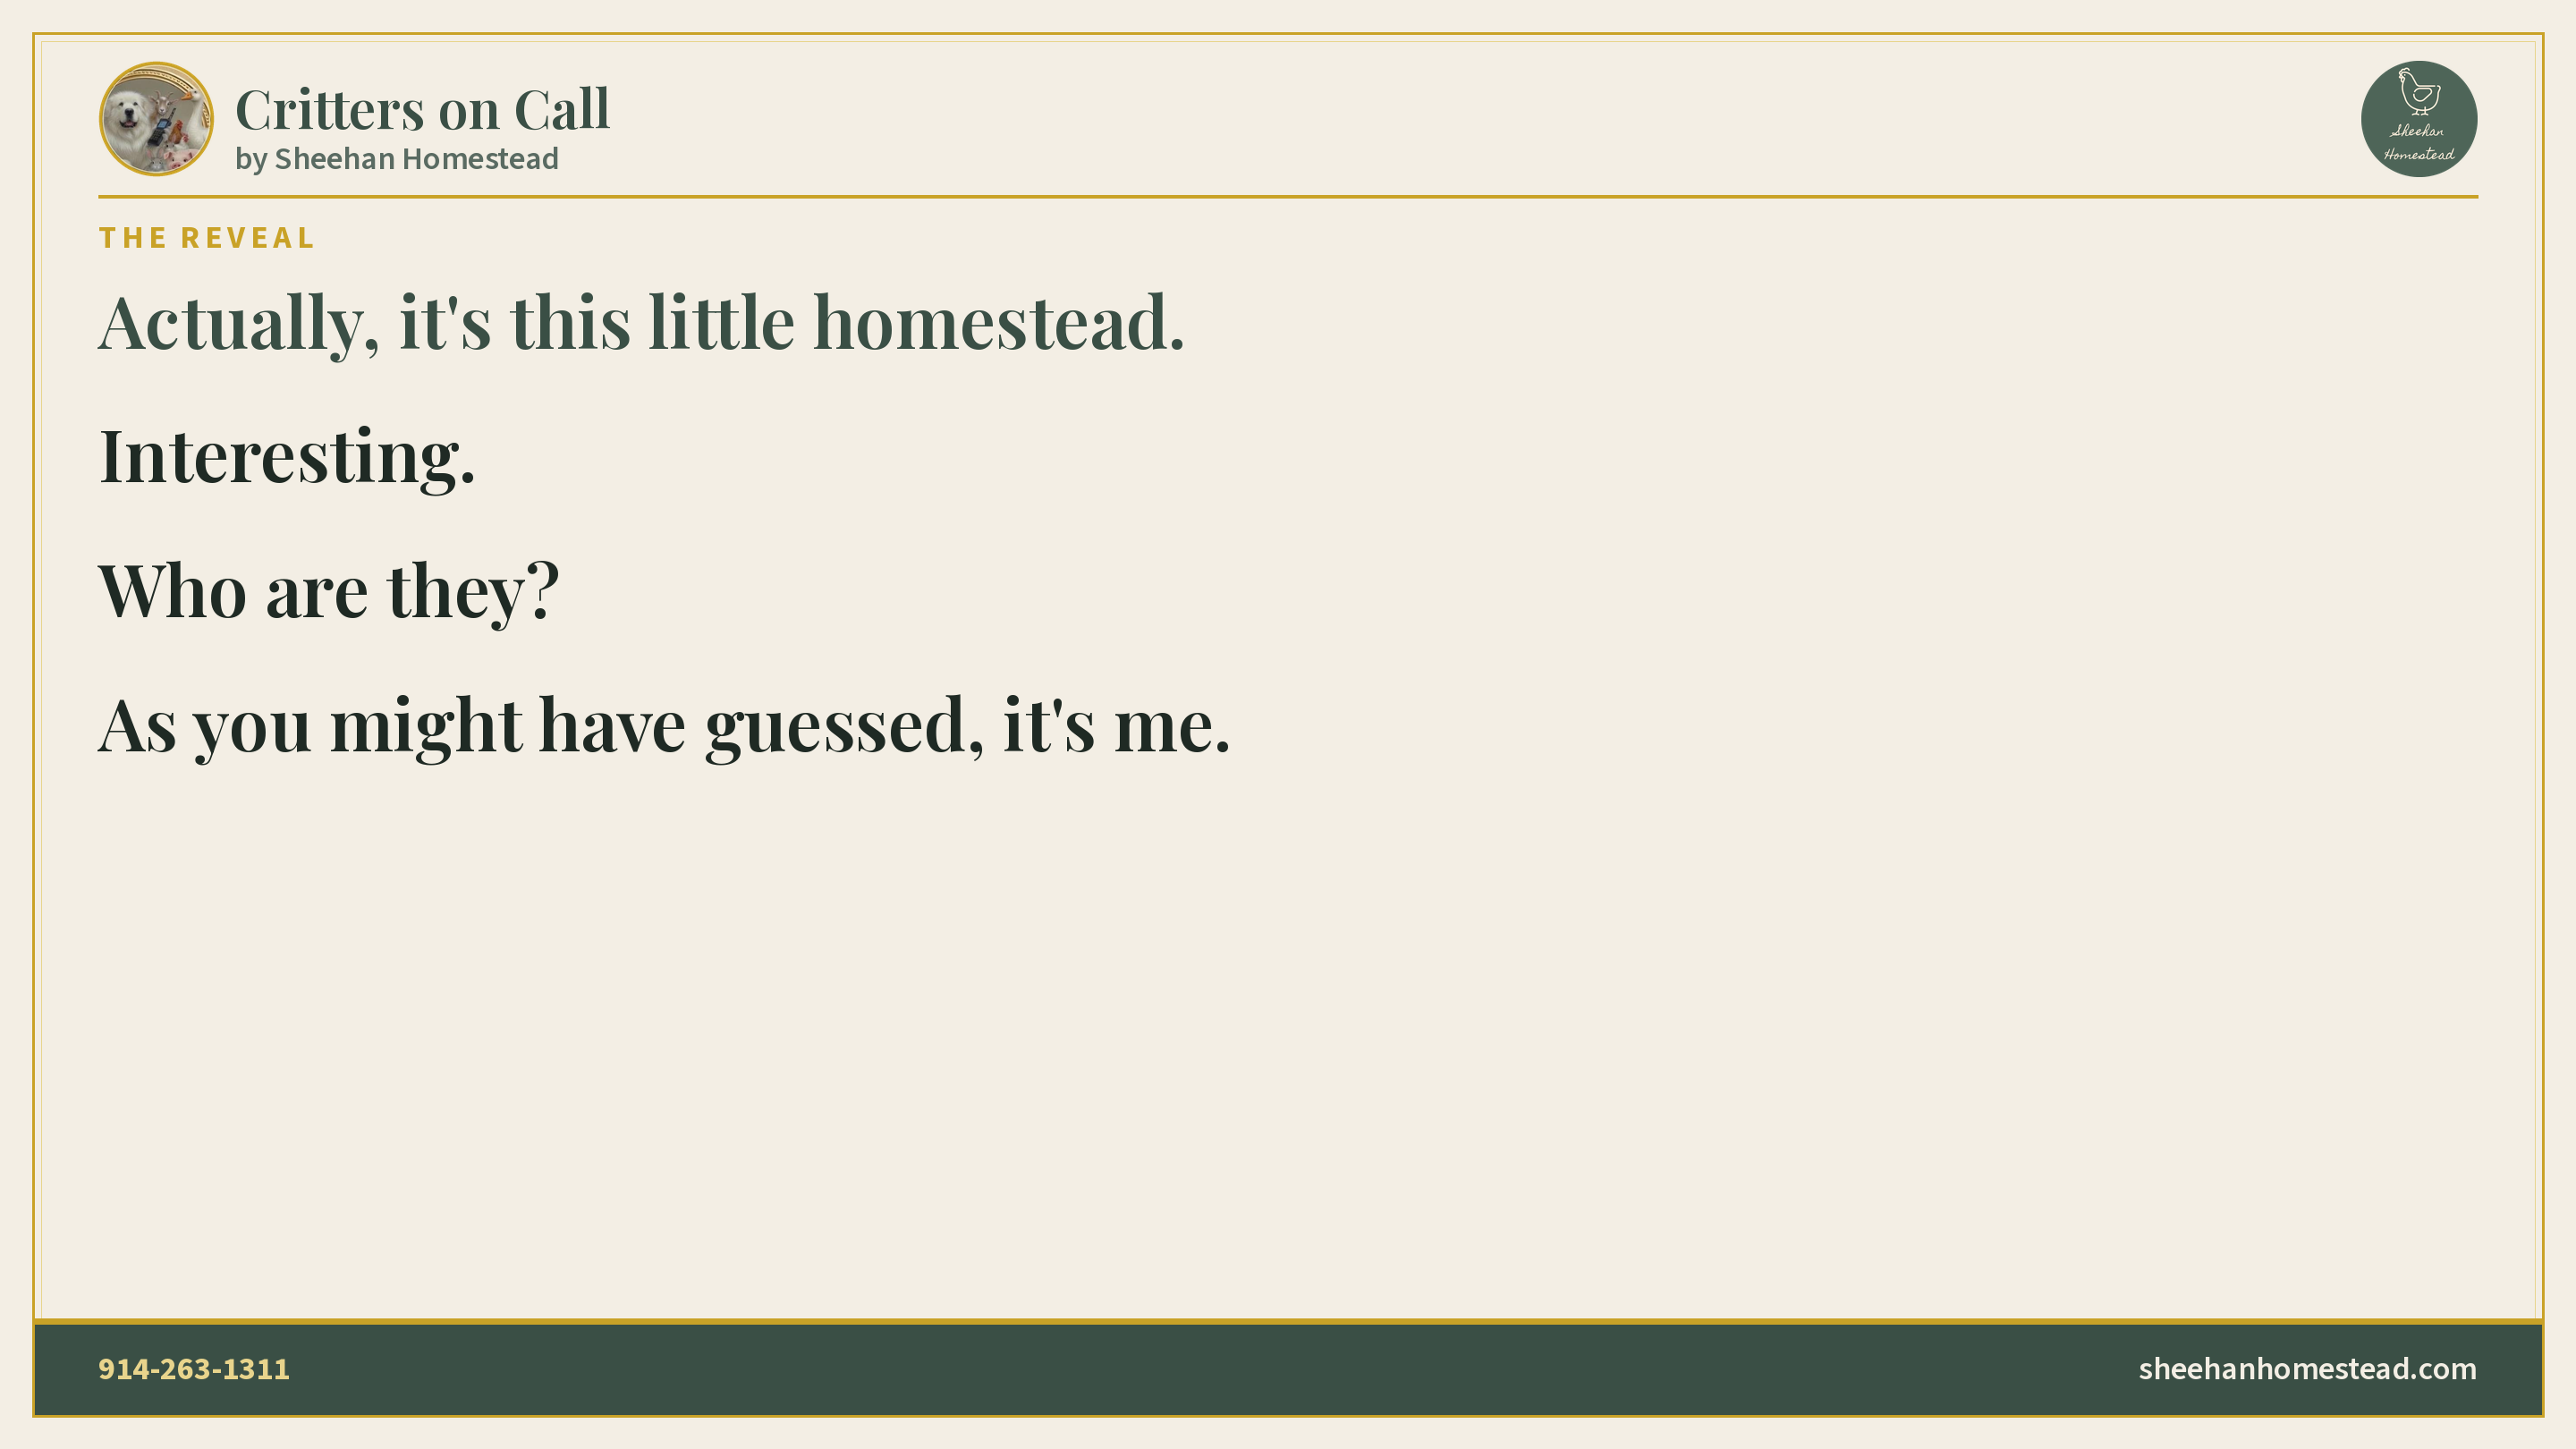 Critters on Call
by Sheehan Homestead
Sheehan
Homestead
THE REVEAL
Actually, it's this little homestead.
Interesting.
Who are they?
As you might have guessed, it's me.
914-263-1311
sheehanhomestead.com